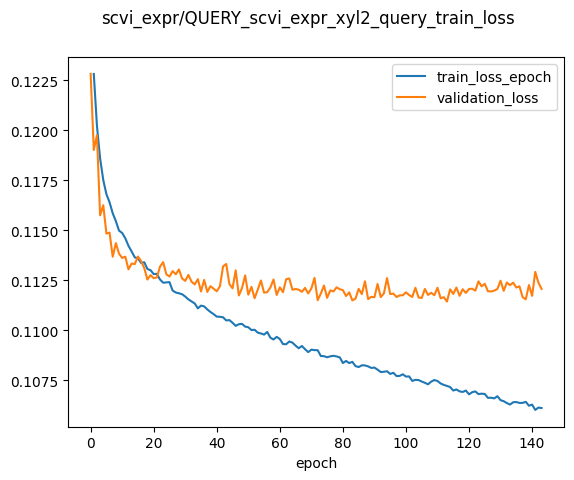 scvi_expr/QUERY_scvi_expr_xyl2_query_train_loss
train_loss_epoch
validation_loss
0.1225
0.1200
0.1175
0.1150
0.1125
0.1100
0.1075
0 20 40 60 80 100 120 140
epoch